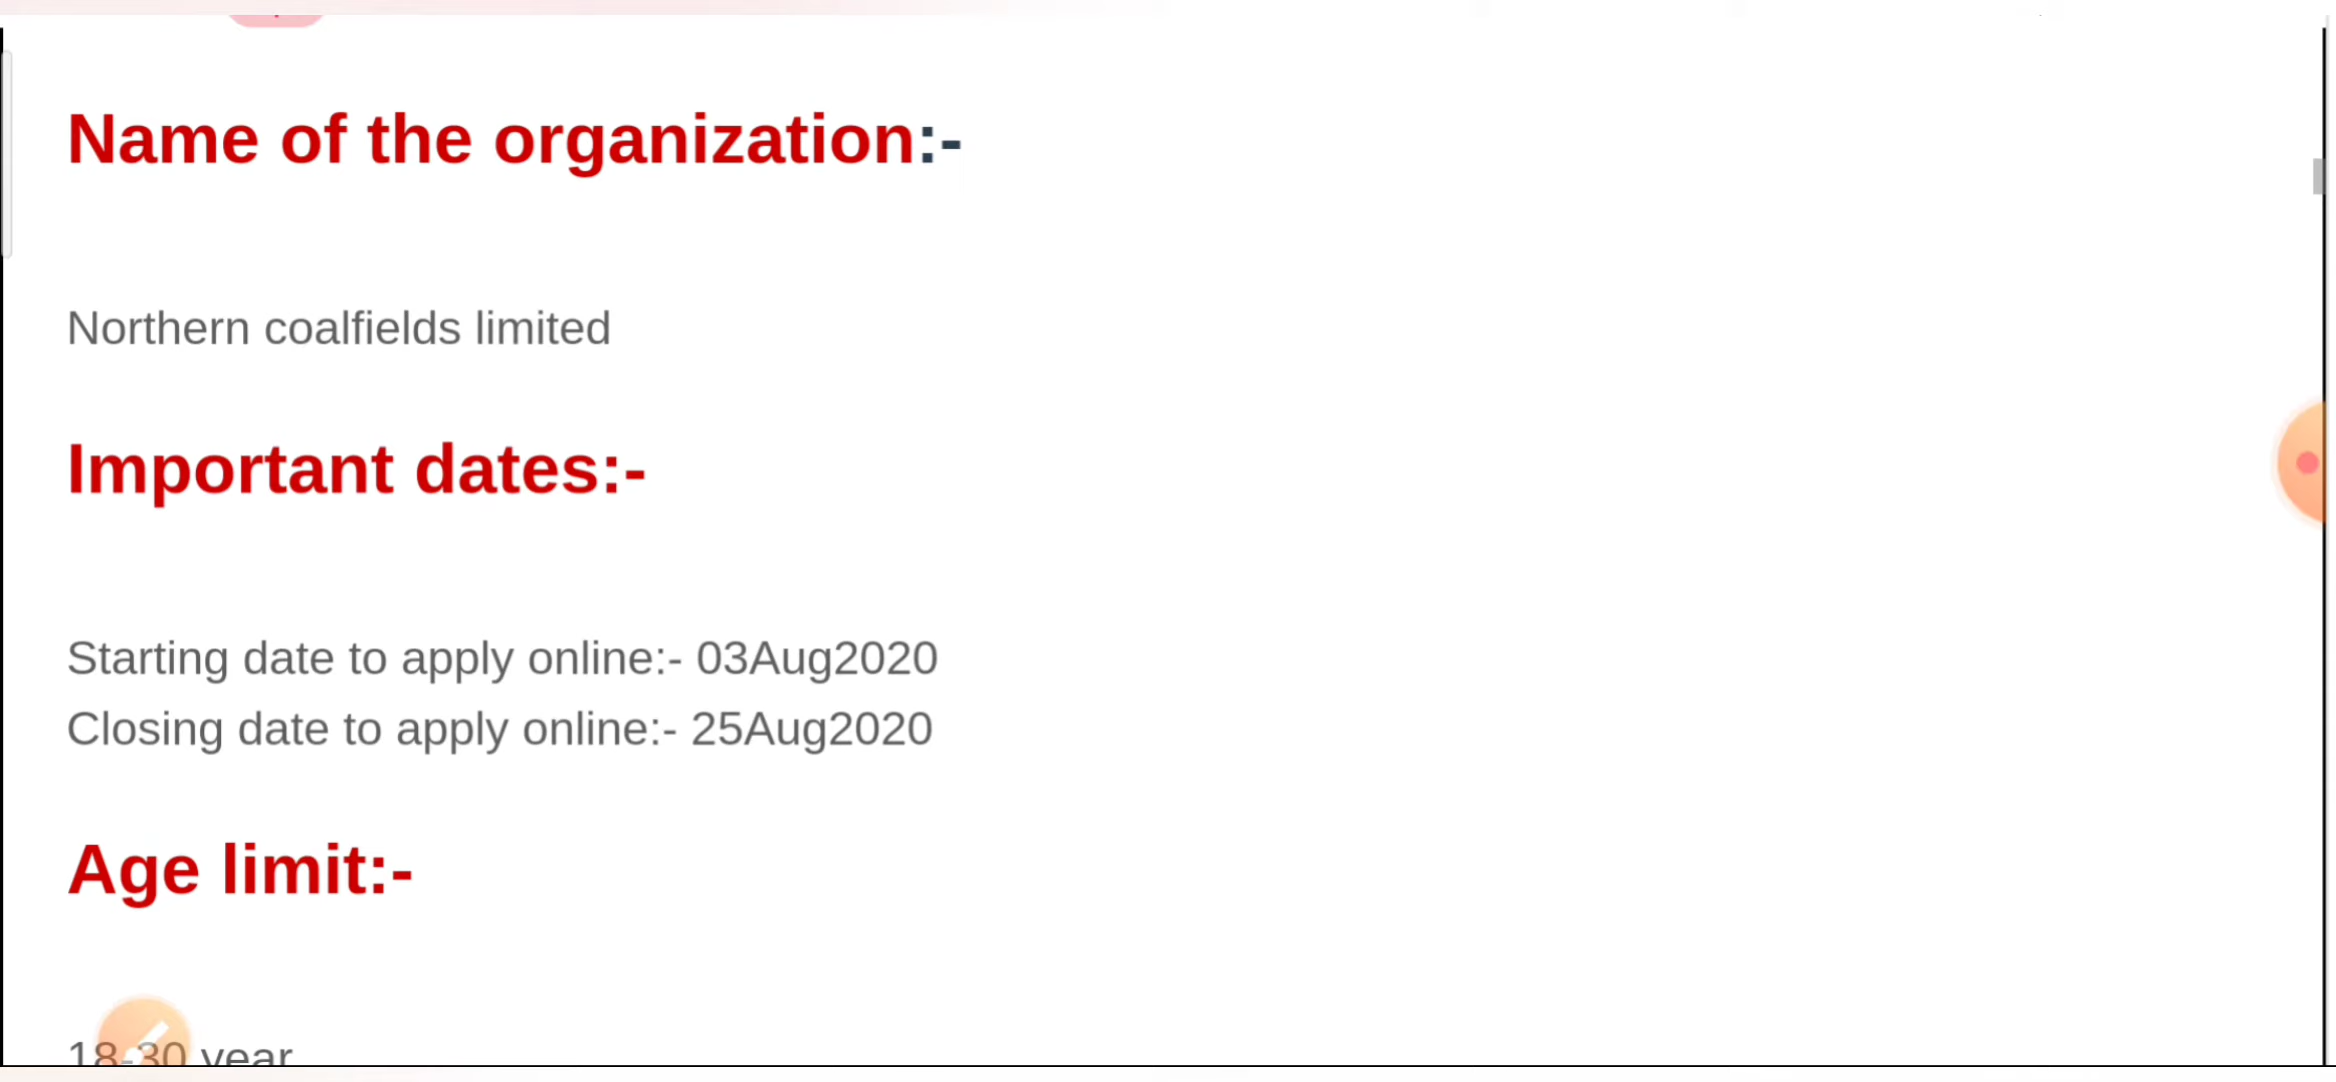 Name of the organization:-
Northern coalfields limited
Important dates:-
Starting date to apply online:- 03Aug2020
Closing date to apply online:- 25Aug2020
Age limit:-
18-30 year